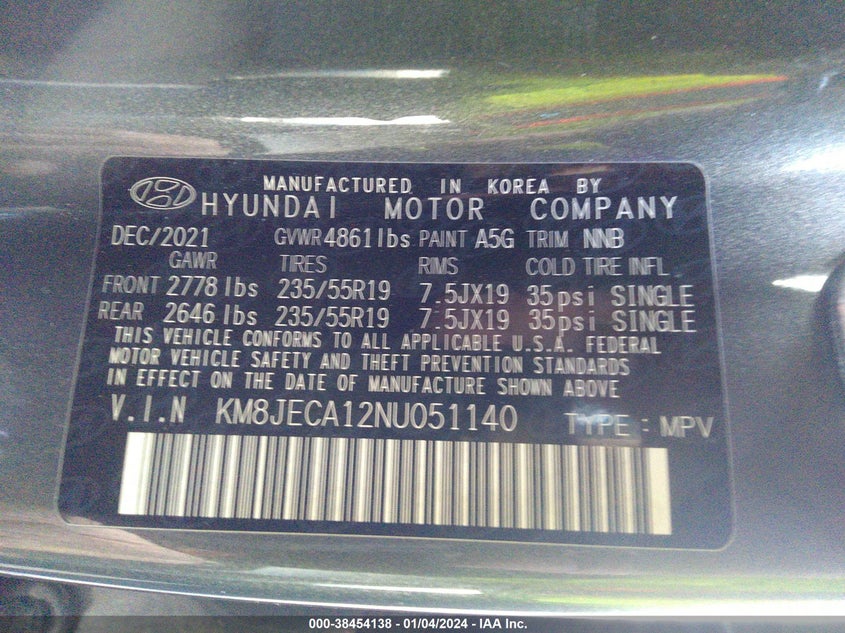 MANUFACTURED IN KOREA BY
HYUNDAI MOTOR COMPANY
DEC/2021 GVWR 4861 lbs PAINT A5G TRIM NNB
GAWR TIRES RIMS COLD TIRE INFL
FRONT 2778 lbs 235/55R19 7.5JX19 35psi SINGLE
REAR 2646 lbs 235/55R19 7.5JX19 35psi SINGLE
THIS VEHICLE CONFORMS TO ALL APPLICABLE U.S.A. FEDERAL
MOTOR VEHICLE SAFETY AND THEFT PREVENTION STANDARDS
IN EFFECT ON THE DATE OF MANUFACTURE SHOWN ABOVE
V.I.N KM8JECA12NU051140 TYPE : MPV
000-38454138 - 01/04/2024 - IAA Inc.